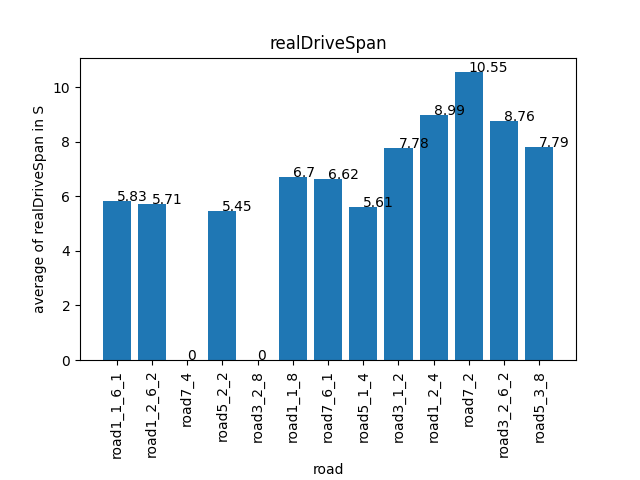 realDriveSpan
average of realDriveSpan in S
10
8
6
4
2
0
5.83
5.71
0
5.45
0
6.7
6.62
5.61
7.78
8.99
10.55
8.76
7.79
road1_1_6_1
road1_2_6_2
road7_4
road5_2_2
road3_2_8
road1_1_8
road7_6_1
road5_1_4
road3_1_2
road1_2_4
road7_2
road3_2_6_2
road5_3_8
road